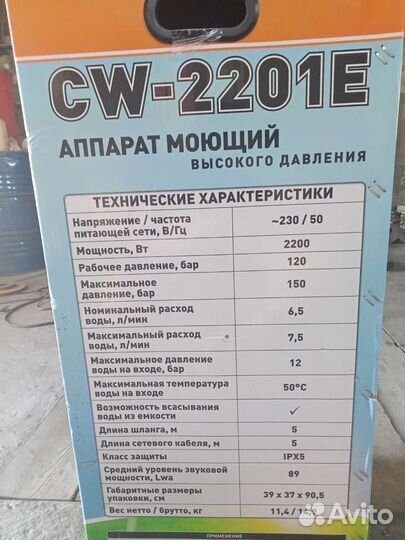 CW-2201E
АППАРАТ МОЮЩИЙ
ВЫСОКОГО ДАВЛЕНИЯ
ТЕХНИЧЕСКИЕ ХАРАКТЕРИСТИКИ
Напряжение / частота
питающей сети, В/Гц
~230 / 50
Мощность, Вт
2200
Рабочее давление, бар
120
Максимальное
давление, бар
150
Номинальный расход
воды, л/мин
6,5
Максимальный расход
воды, л/мин
7,5
Максимальное давление
воды на входе, бар
12
Максимальная температура
воды на входе
50°C
Возможность всасывания
воды из емкости
✓
Длина шланга, м
5
Длина сетевого кабеля, м
5
Класс защиты
IPX5
Средний уровень звуковой
мощности, Lwa
89
Габаритные размеры
упаковки, см
39 х 37 х 90,5
Вес нетто / брутто, кг
11,4 /
ПРИМЕНЕНИЕ
Avito